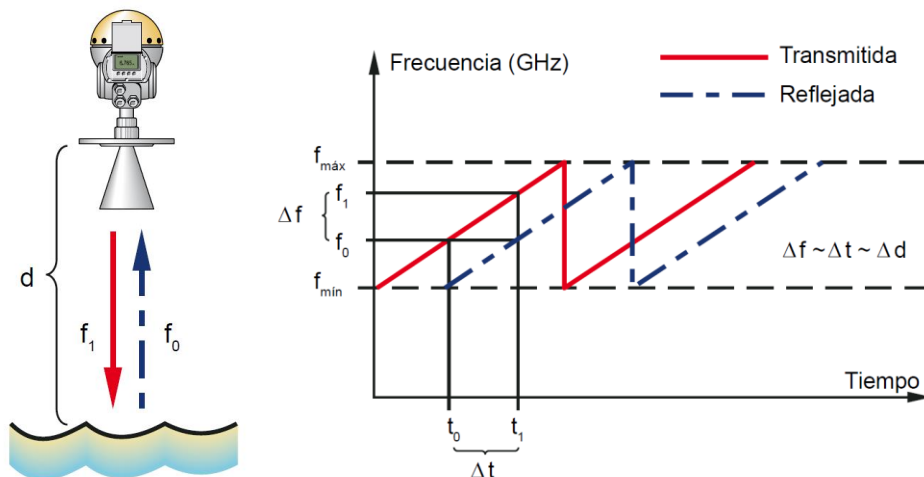 d
f₁
f₀
Frecuencia (GHz)
Transmitida
Reflejada
fmáx
f₁
Δf
f₀
fmín
Δf ~ Δt ~ Δd
Tiempo
t₀
t₁
Δt